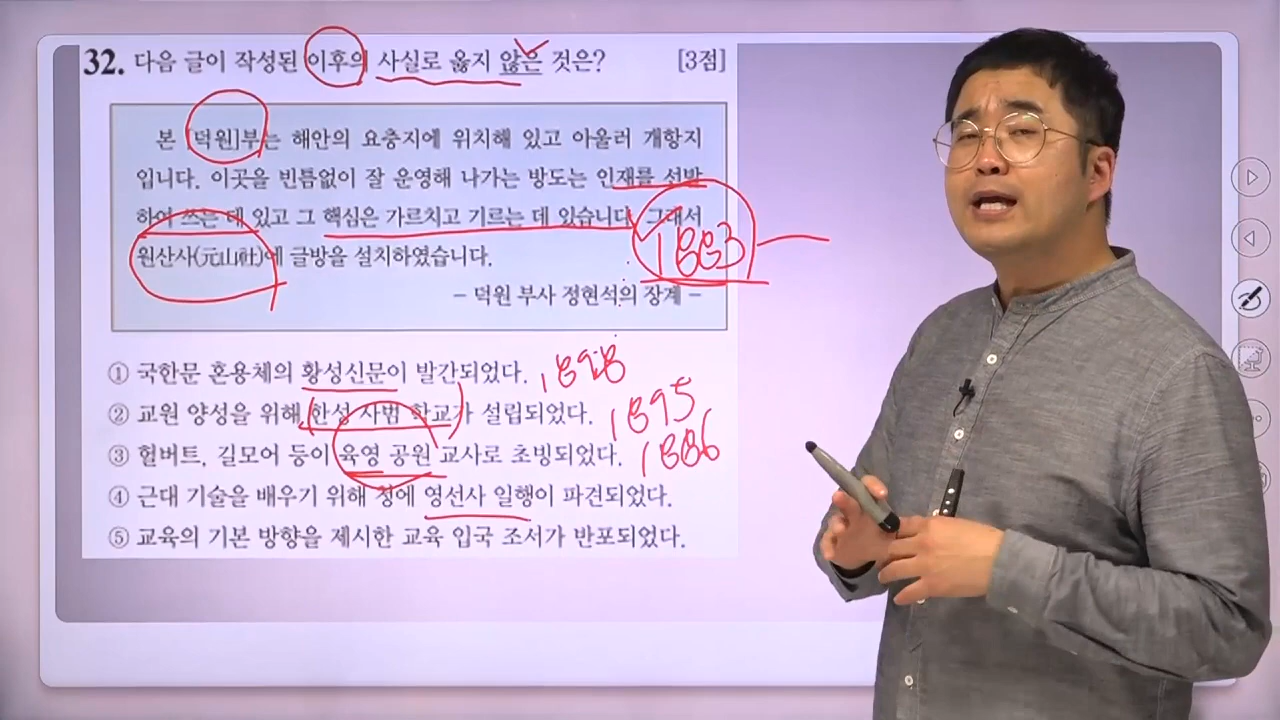 32. 다음 글이 작성된 이후의 사실로 옳지 않은 것은? [3점]
본 [덕원]부는 해안의 요충지에 위치해 있고 아울러 개항지
입니다. 이곳을 빈틈없이 잘 운영해 나가는 방도는 인재를 선발
하여 쓰는 데 있고 그 핵심은 가르치고 기르는 데 있습니다. 그래서
원산사(元山社)에 글방을 설치하였습니다.
1883
- 덕원 부사 정현석의 장계 -
① 국한문 혼용체의 황성신문이 발간되었다. 1898
② 교원 양성을 위해 한성 사범 학교가 설립되었다. 1895
③ 헐버트, 길모어 등이 육영 공원 교사로 초빙되었다. 1886
④ 근대 기술을 배우기 위해 청에 영선사 일행이 파견되었다.
⑤ 교육의 기본 방향을 제시한 교육 입국 조서가 반포되었다.